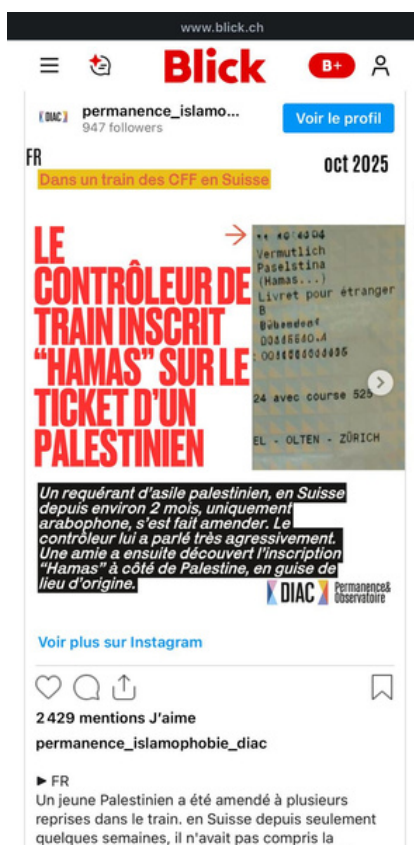 www.blick.ch
Blick
B+
DIAC
permanence_islamo...
947 followers
Voir le profil
FR
oct 2025
Dans un train des CFF en Suisse
LE
CONTRÔLEUR DE
TRAIN INSCRIT
“HAMAS” SUR LE
TICKET D'UN
PALESTINIEN
Vermutlich
Paselstina
(Hamas...)
Livret pour étranger
B
24 avec course 525
EL - OLTEN - ZÜRICH
Un requérant d'asile palestinien, en Suisse
depuis environ 2 mois, uniquement
arabophone, s'est fait amender. Le
contrôleur lui a parlé très agressivement.
Une amie a ensuite découvert l'inscription
"Hamas" à côté de Palestine, en guise de
lieu d'origine.
DIAC Permanence&
Observatoire
Voir plus sur Instagram
2 429 mentions J'aime
permanence_islamophobie_diac
► FR
Un jeune Palestinien a été amendé à plusieurs
reprises dans le train. en Suisse depuis seulement
quelques semaines, il n'avait pas compris la